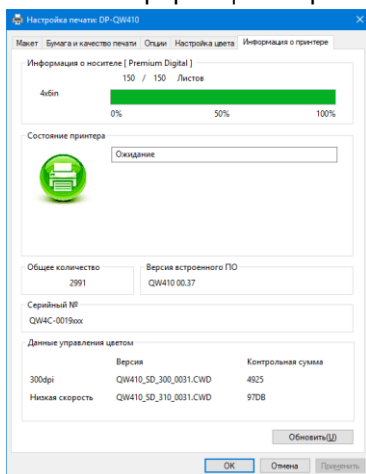 Настройка печати: DP-QW410
Макет Бумага и качество печати Опции Настройка цвета Информация о принтере
Информация о носителе [ Premium Digital ]
150 / 150 Листов
4x6in
0% 50% 100%
Состояние принтера
Ожидание
Общее количество
2991
Версия встроенного ПО
QW410 00.37
Серийный №
QW4C-0019xxx
Данные управления цветом
Версия Контрольная сумма
300dpi QW410_SD_300_0031.CWD 4925
Низкая скорость QW410_SD_310_0031.CWD 97DB
Обновить(U)
OK Отмена Применить